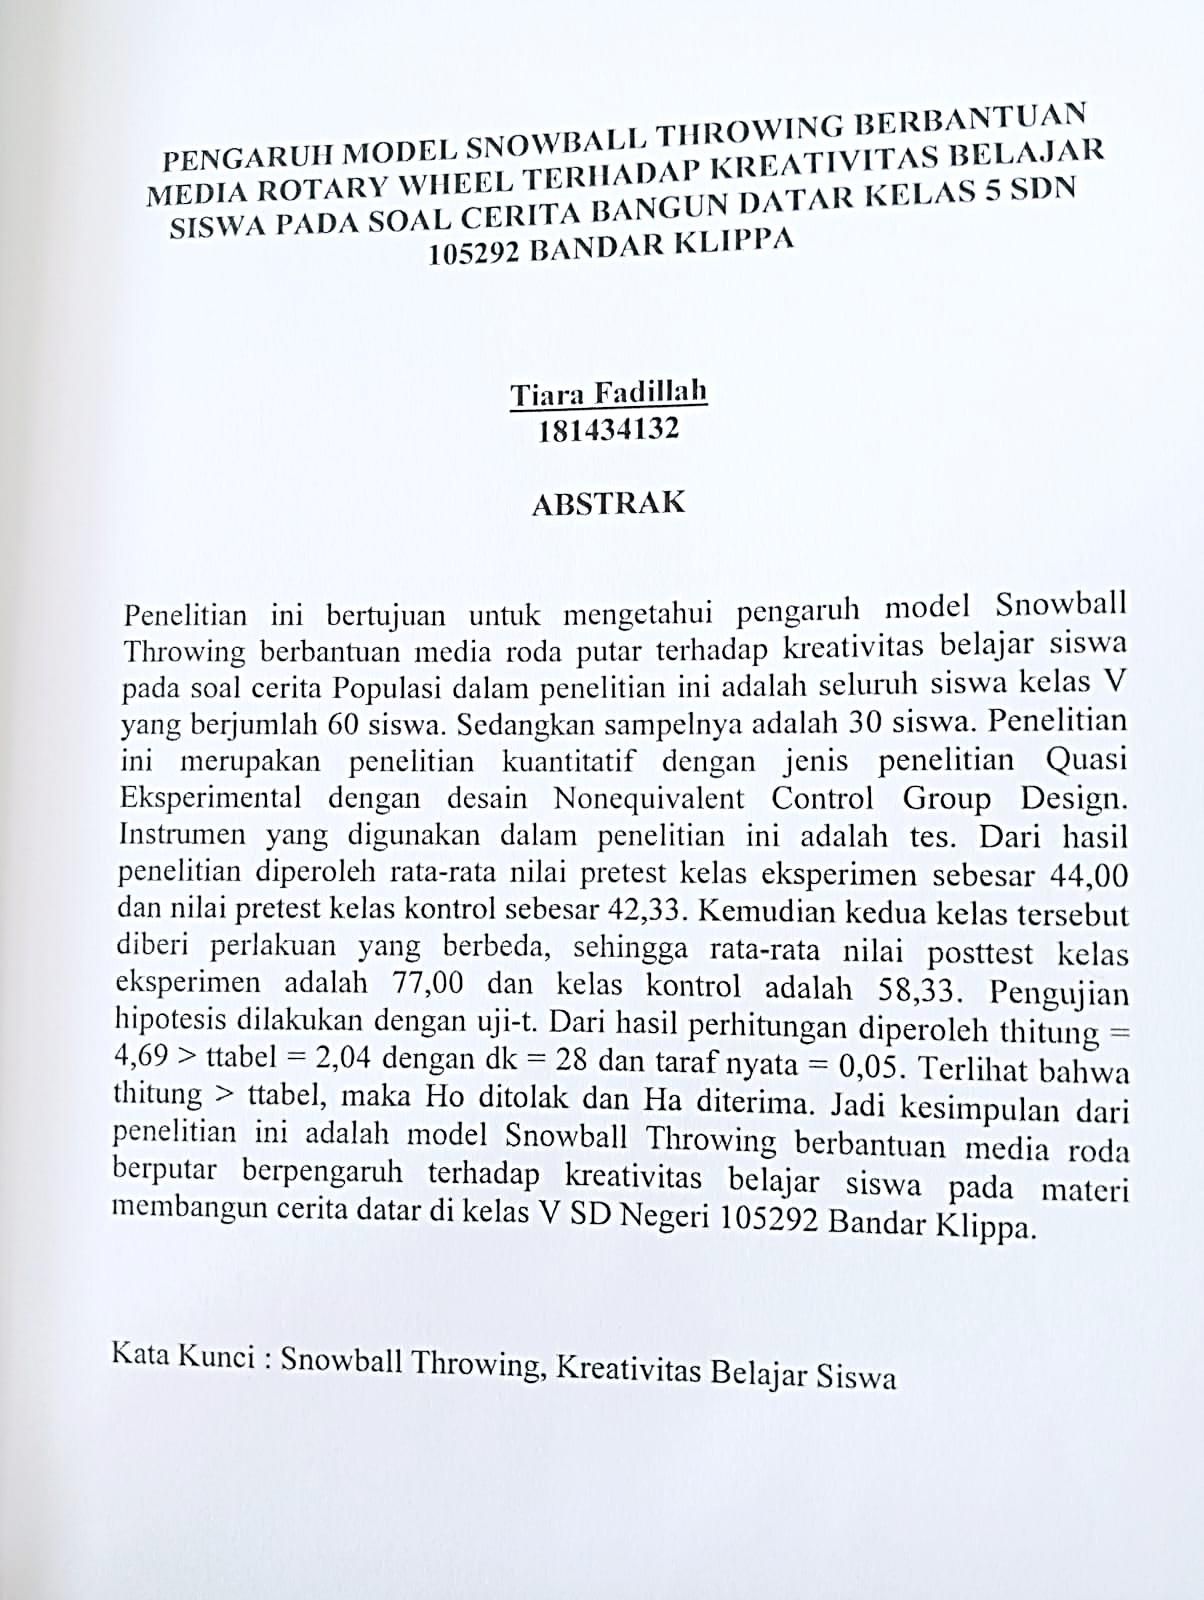 PENGARUH MODEL SNOWBALL THROWING BERBANTUAN
MEDIA ROTARY WHEEL TERHADAP KREATIVITAS BELAJAR
SISWA PADA SOAL CERITA BANGUN DATAR KELAS 5 SDN
105292 BANDAR KLIPPA
Tiara Fadillah
181434132
ABSTRAK
Penelitian ini bertujuan untuk mengetahui pengaruh model Snowball
Throwing berbantuan media roda putar terhadap kreativitas belajar siswa
pada soal cerita Populasi dalam penelitian ini adalah seluruh siswa kelas V
yang berjumlah 60 siswa. Sedangkan sampelnya adalah 30 siswa. Penelitian
ini merupakan penelitian kuantitatif dengan jenis penelitian Quasi
Eksperimental dengan desain Nonequivalent Control Group Design.
Instrumen yang digunakan dalam penelitian ini adalah tes. Dari hasil
penelitian diperoleh rata-rata nilai pretest kelas eksperimen sebesar 44,00
dan nilai pretest kelas kontrol sebesar 42,33. Kemudian kedua kelas tersebut
diberi perlakuan yang berbeda, sehingga rata-rata nilai posttest kelas
eksperimen adalah 77,00 dan kelas kontrol adalah 58,33. Pengujian
hipotesis dilakukan dengan uji-t. Dari hasil perhitungan diperoleh thitung =
4,69 > ttabel = 2,04 dengan dk = 28 dan taraf nyata = 0,05. Terlihat bahwa
thitung > ttabel, maka Ho ditolak dan Ha diterima. Jadi kesimpulan dari
penelitian ini adalah model Snowball Throwing berbantuan media roda
berputar berpengaruh terhadap kreativitas belajar siswa pada materi
membangun cerita datar di kelas V SD Negeri 105292 Bandar Klippa.
Kata Kunci : Snowball Throwing, Kreativitas Belajar Siswa